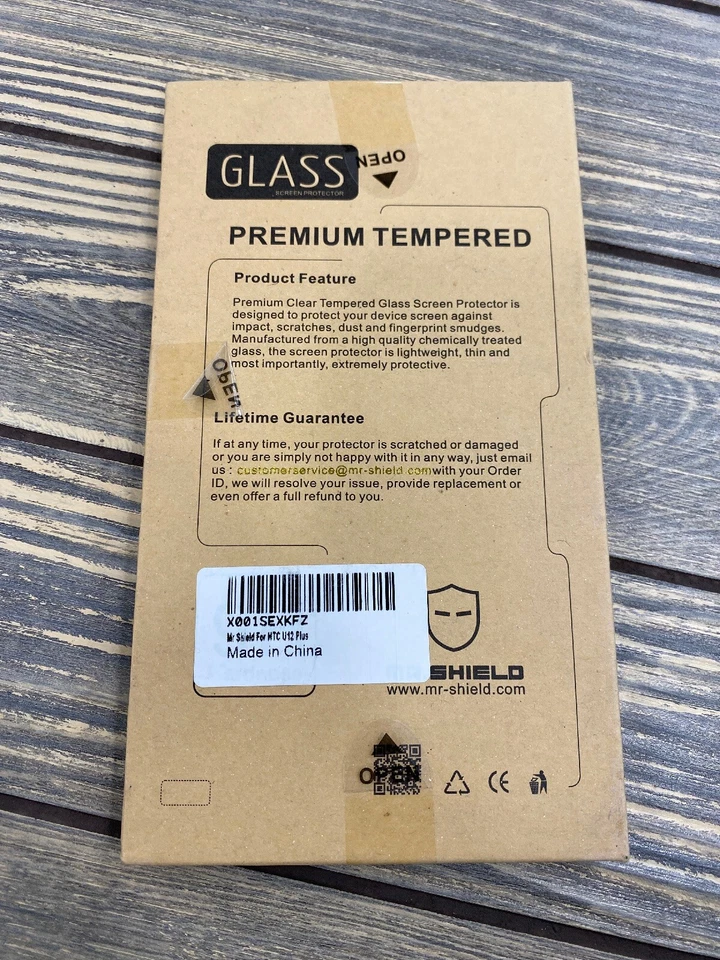 GLASS
SCREEN PROTECTOR
OPEN
PREMIUM TEMPERED
Product Feature
Premium Clear Tempered Glass Screen Protector is
designed to protect your device screen against
impact, scratches, dust and fingerprint smudges.
Manufactured from a high quality chemically treated
glass, the screen protector is lightweight, thin and
most importantly, extremely protective.
OPEN
Lifetime Guarantee
If at any time, your protector is scratched or damaged
or you are simply not happy with it in any way, just email
us : customerservice@mr-shield.com with your Order
ID, we will resolve your issue, provide replacement or
even offer a full refund to you.
X001SEXKFZ
Mr Shield For HTC U12 Plus
Made in China
SHIELD
www.mr-shield.com
OPEN
CE